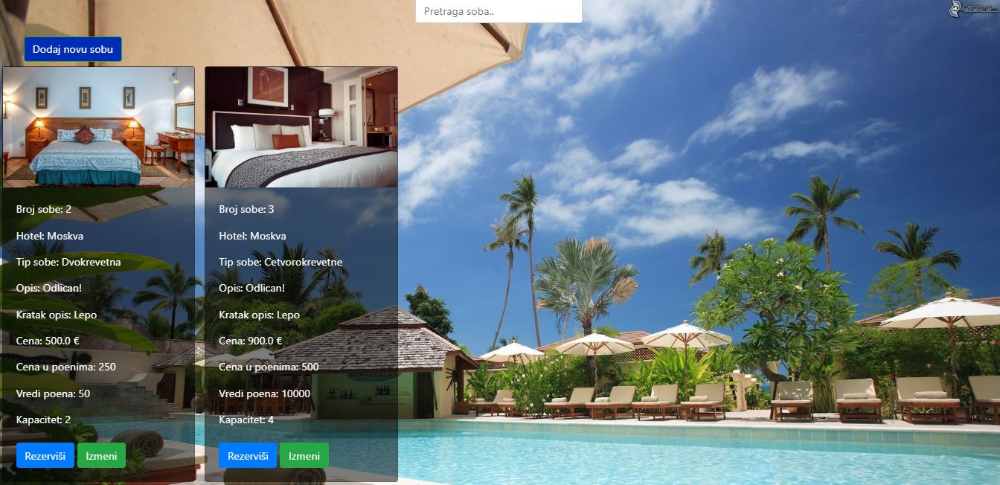 Pretraga soba..
Dodaj novu sobu
Broj sobe: 2
Hotel: Moskva
Tip sobe: Dvokrevetna
Opis: Odlican!
Kratak opis: Lepo
Cena: 500.0 €
Cena u poenima: 250
Vredi poena: 50
Kapacitet: 2
Rezerviši Izmeni
Broj sobe: 3
Hotel: Moskva
Tip sobe: Cetvorokrevetne
Opis: Odlican!
Kratak opis: Lepo
Cena: 900.0 €
Cena u poenima: 500
Vredi poena: 10000
Kapacitet: 4
Rezerviši Izmeni